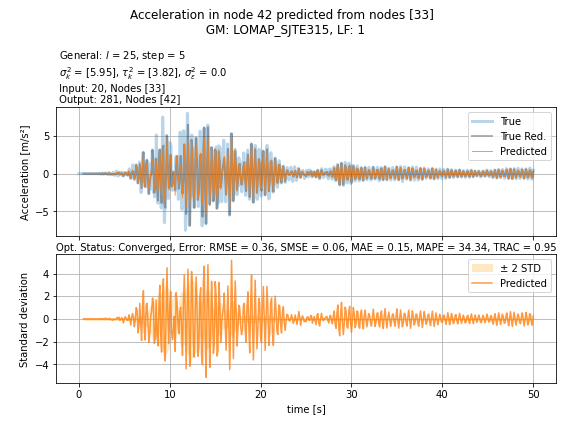 Acceleration in node 42 predicted from nodes [33]
GM: LOMAP_SJTE315, LF: 1
General: l = 25, step = 5
σ²ₖ = [5.95], τ²ₖ = [3.82], σ²ᵋ = 0.0
Input: 20, Nodes [33]
Output: 281, Nodes [42]
Acceleration [m/s²]
5
0
−5
True
True Red.
Predicted
Opt. Status: Converged, Error: RMSE = 0.36, SMSE = 0.06, MAE = 0.15, MAPE = 34.34, TRAC = 0.95
Standard deviation
4
2
0
−2
−4
± 2 STD
Predicted
0 10 20 30 40 50
time [s]